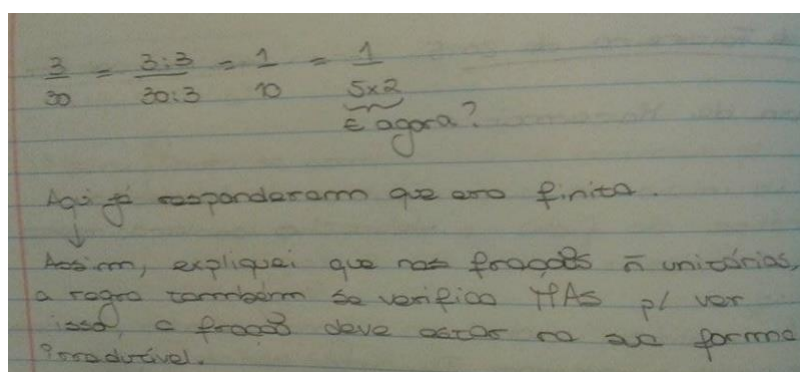 3/30 = 3:3/30:3 = 1/10 = 1/5x2
E agora?
Aqui já responderam que era finita.
↓
Assim, expliquei que nas frações ñ unitárias,
a regra também se verifica MAS p/ ver
isso, a fração deve estar na sua forma
irredutível.